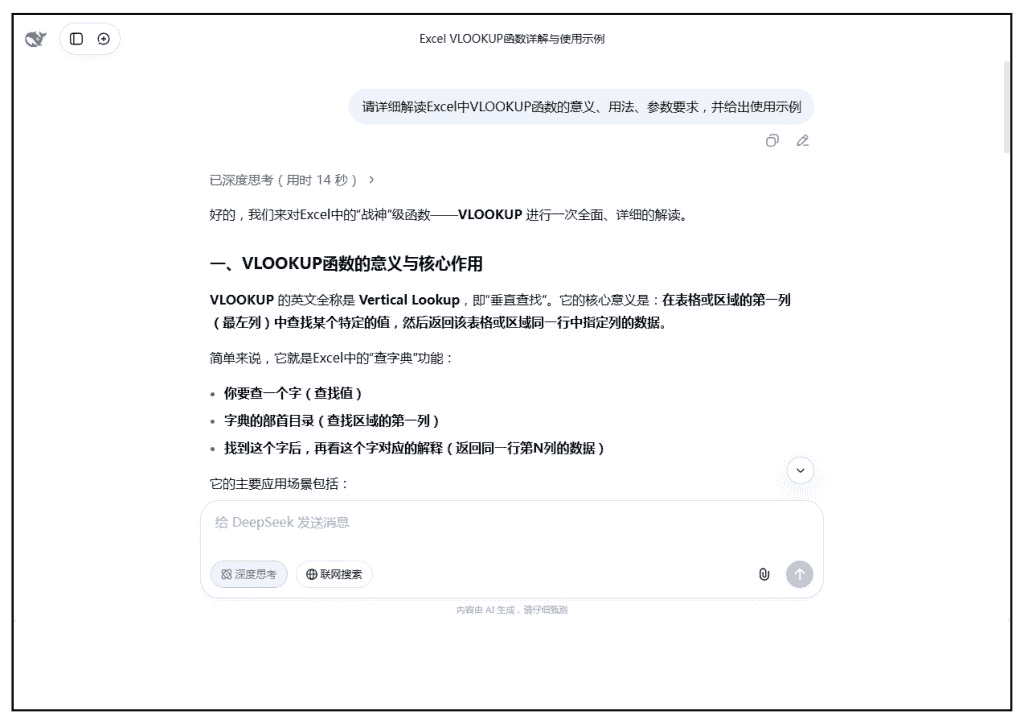 Excel VLOOKUP函数详解与使用示例
请详细解读Excel中VLOOKUP函数的意义、用法、参数要求，并给出使用示例
已深度思考（用时 14 秒）
好的，我们来对Excel中的“战神”级函数——VLOOKUP 进行一次全面、详细的解读。
一、VLOOKUP函数的意义与核心作用
VLOOKUP 的英文全称是 Vertical Lookup，即“垂直查找”。它的核心意义是：在表格或区域的第一列
（最左列）中查找某个特定的值，然后返回该表格或区域同一行中指定列的数据。
简单来说，它就是Excel中的“查字典”功能：
• 你要查一个字（查找值）
• 字典的部首目录（查找区域的第一列）
• 找到这个字后，再看这个字对应的解释（返回同一行第N列的数据）
它的主要应用场景包括：
给 DeepSeek 发送消息
深度思考 联网搜索
内容由 AI 生成，请仔细甄别